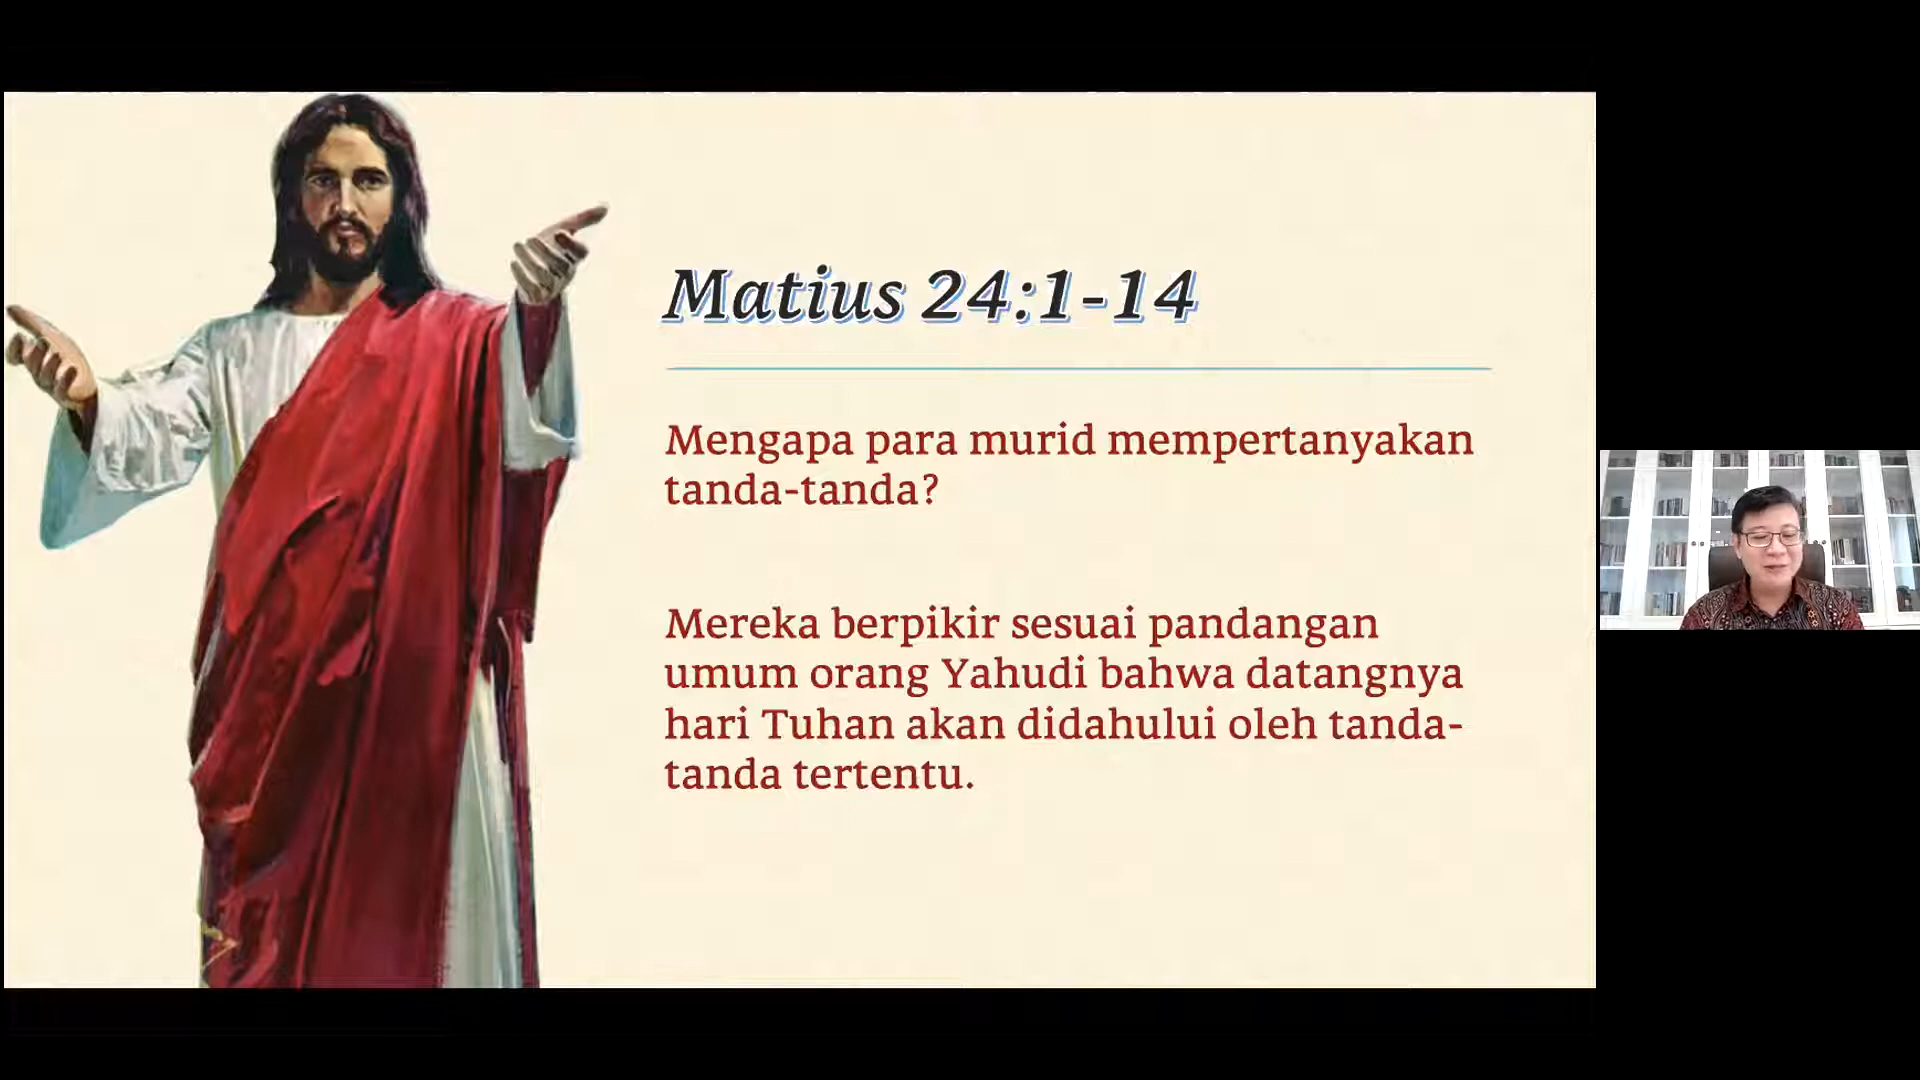 Matius 24:1-14
Mengapa para murid mempertanyakan
tanda-tanda?
Mereka berpikir sesuai pandangan
umum orang Yahudi bahwa datangnya
hari Tuhan akan didahului oleh tanda-
tanda tertentu.